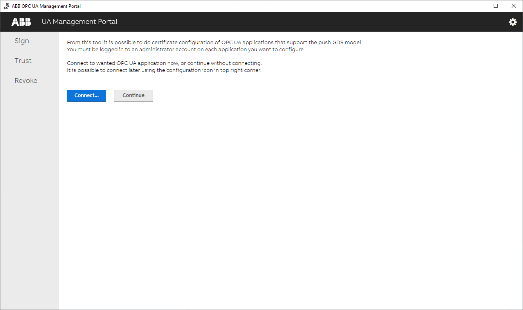 ABB OPC UA Management Portal
ABB UA Management Portal
Sign
Trust
Revoke
From this tool it is possible to do certificate configuration of OPC UA applications that support the push GDS model.
You must be logged in to an administrator account on each application you want to configure.
Connect to wanted OPC UA application now, or continue without connecting.
It is possible to connect later using the configuration icon in top right corner.
Connect...
Continue